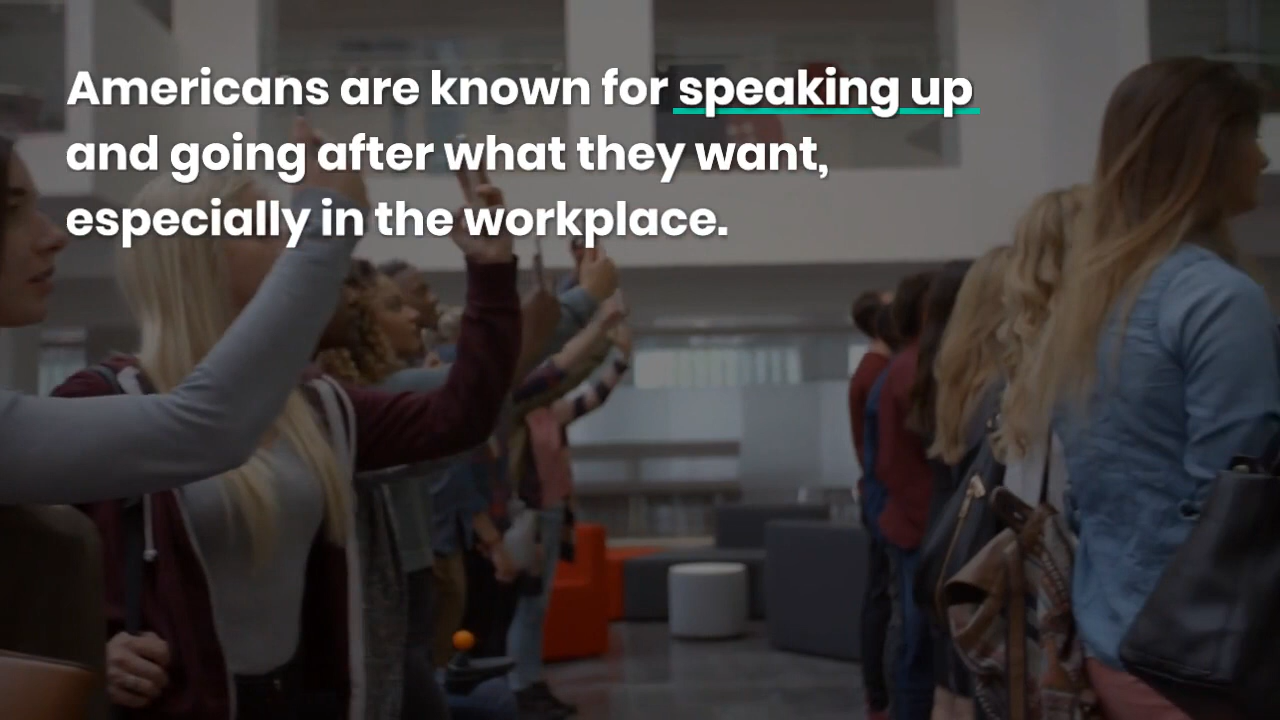 Americans are known for speaking up
and going after what they want,
especially in the workplace.